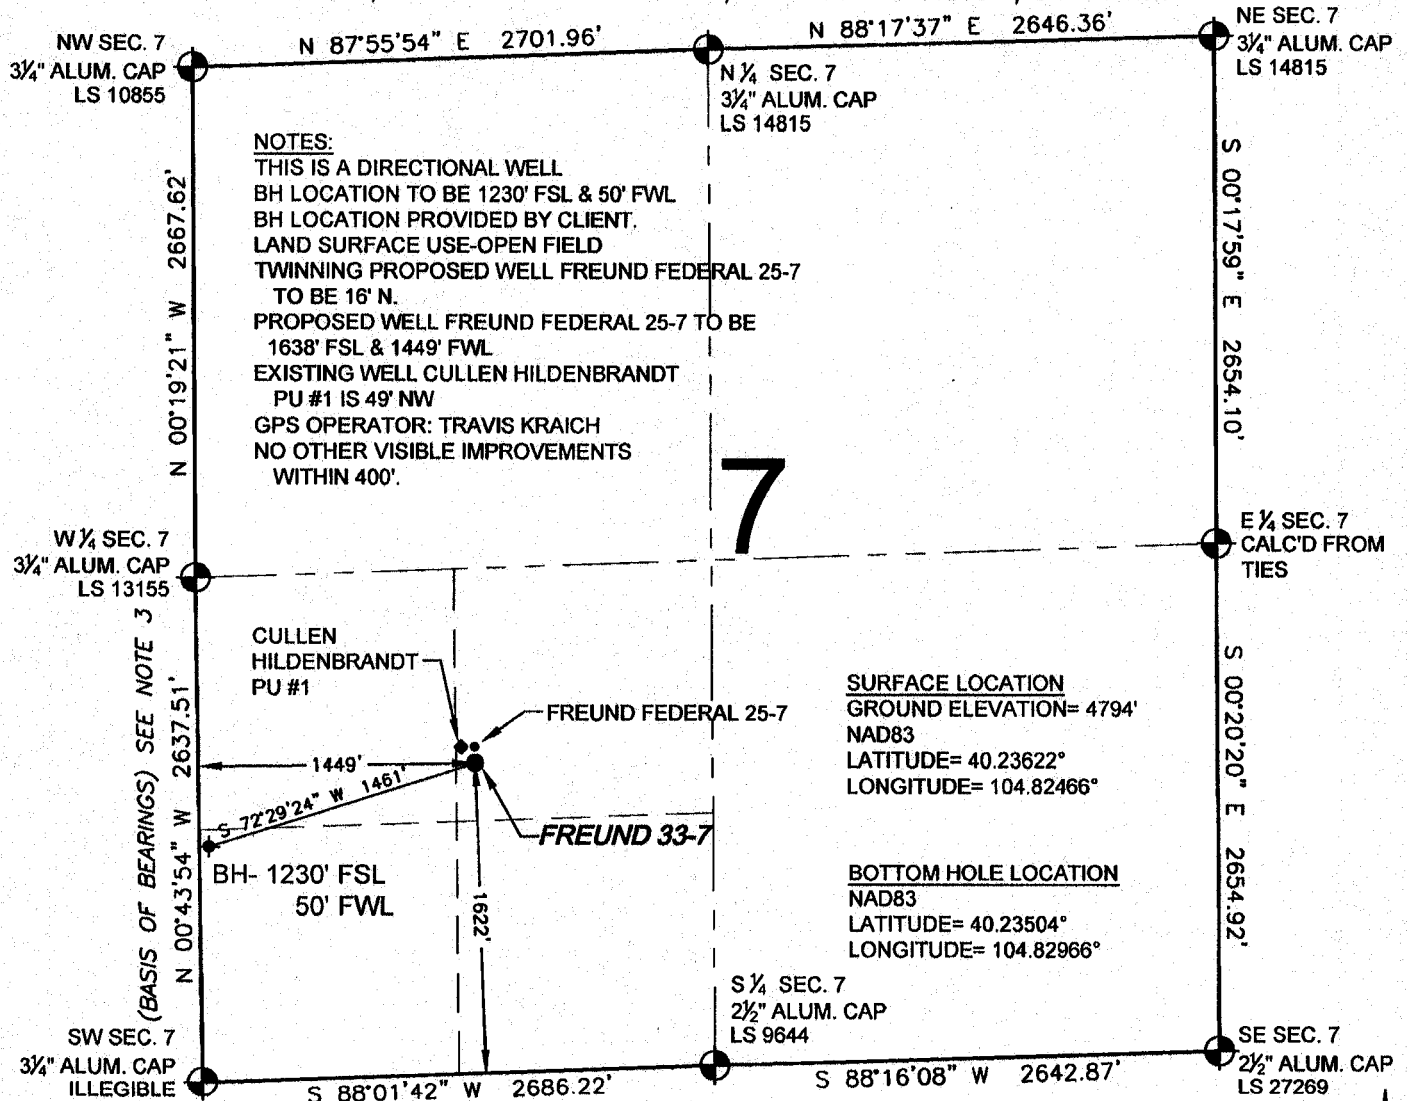 NW SEC. 7
3¼" ALUM. CAP
LS 10855
N 87°55'54" E 2701.96'
N 88°17'37" E 2646.36'
NE SEC. 7
3¼" ALUM. CAP
LS 14815
N ¼ SEC. 7
3¼" ALUM. CAP
LS 14815
NOTES:
THIS IS A DIRECTIONAL WELL
BH LOCATION TO BE 1230' FSL & 50' FWL
BH LOCATION PROVIDED BY CLIENT.
LAND SURFACE USE-OPEN FIELD
TWINNING PROPOSED WELL FREUND FEDERAL 25-7
TO BE 16' N.
PROPOSED WELL FREUND FEDERAL 25-7 TO BE
1638' FSL & 1449' FWL
EXISTING WELL CULLEN HILDENBRANDT
PU #1 IS 49' NW
GPS OPERATOR: TRAVIS KRAICH
NO OTHER VISIBLE IMPROVEMENTS
WITHIN 400'.
N 00°19'21" W 2667.62'
S 00°17'59" E 2654.10'
7
W ¼ SEC. 7
3¼" ALUM. CAP
LS 13155
E ¼ SEC. 7
CALC'D FROM
TIES
(BASIS OF BEARINGS) SEE NOTE 3
N 00°43'54" W 2637.51'
CULLEN
HILDENBRANDT
PU #1
FREUND FEDERAL 25-7
1449'
S 72°29'24" W 1461'
FREUND 33-7
BH- 1230' FSL
50' FWL
1622'
SURFACE LOCATION
GROUND ELEVATION= 4794'
NAD83
LATITUDE= 40.23622°
LONGITUDE= 104.82466°
BOTTOM HOLE LOCATION
NAD83
LATITUDE= 40.23504°
LONGITUDE= 104.82966°
S 00°20'20" E 2654.92'
S ¼ SEC. 7
2½" ALUM. CAP
LS 9644
SW SEC. 7
3¼" ALUM. CAP
ILLEGIBLE
S 88°01'42" W 2686.22'
S 88°16'08" W 2642.87'
SE SEC. 7
2½" ALUM. CAP
LS 27269